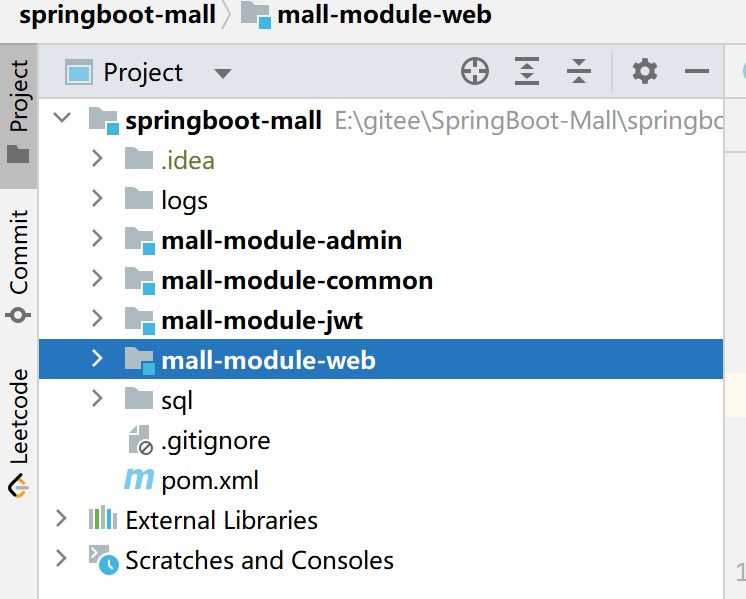 springboot-mall mall-module-web
Project
Project
springboot-mall E:\gitee\SpringBoot-Mall\springbo
.idea
logs
mall-module-admin
mall-module-common
mall-module-jwt
mall-module-web
sql
.gitignore
m pom.xml
External Libraries
Scratches and Consoles
Commit
Leetcode
1